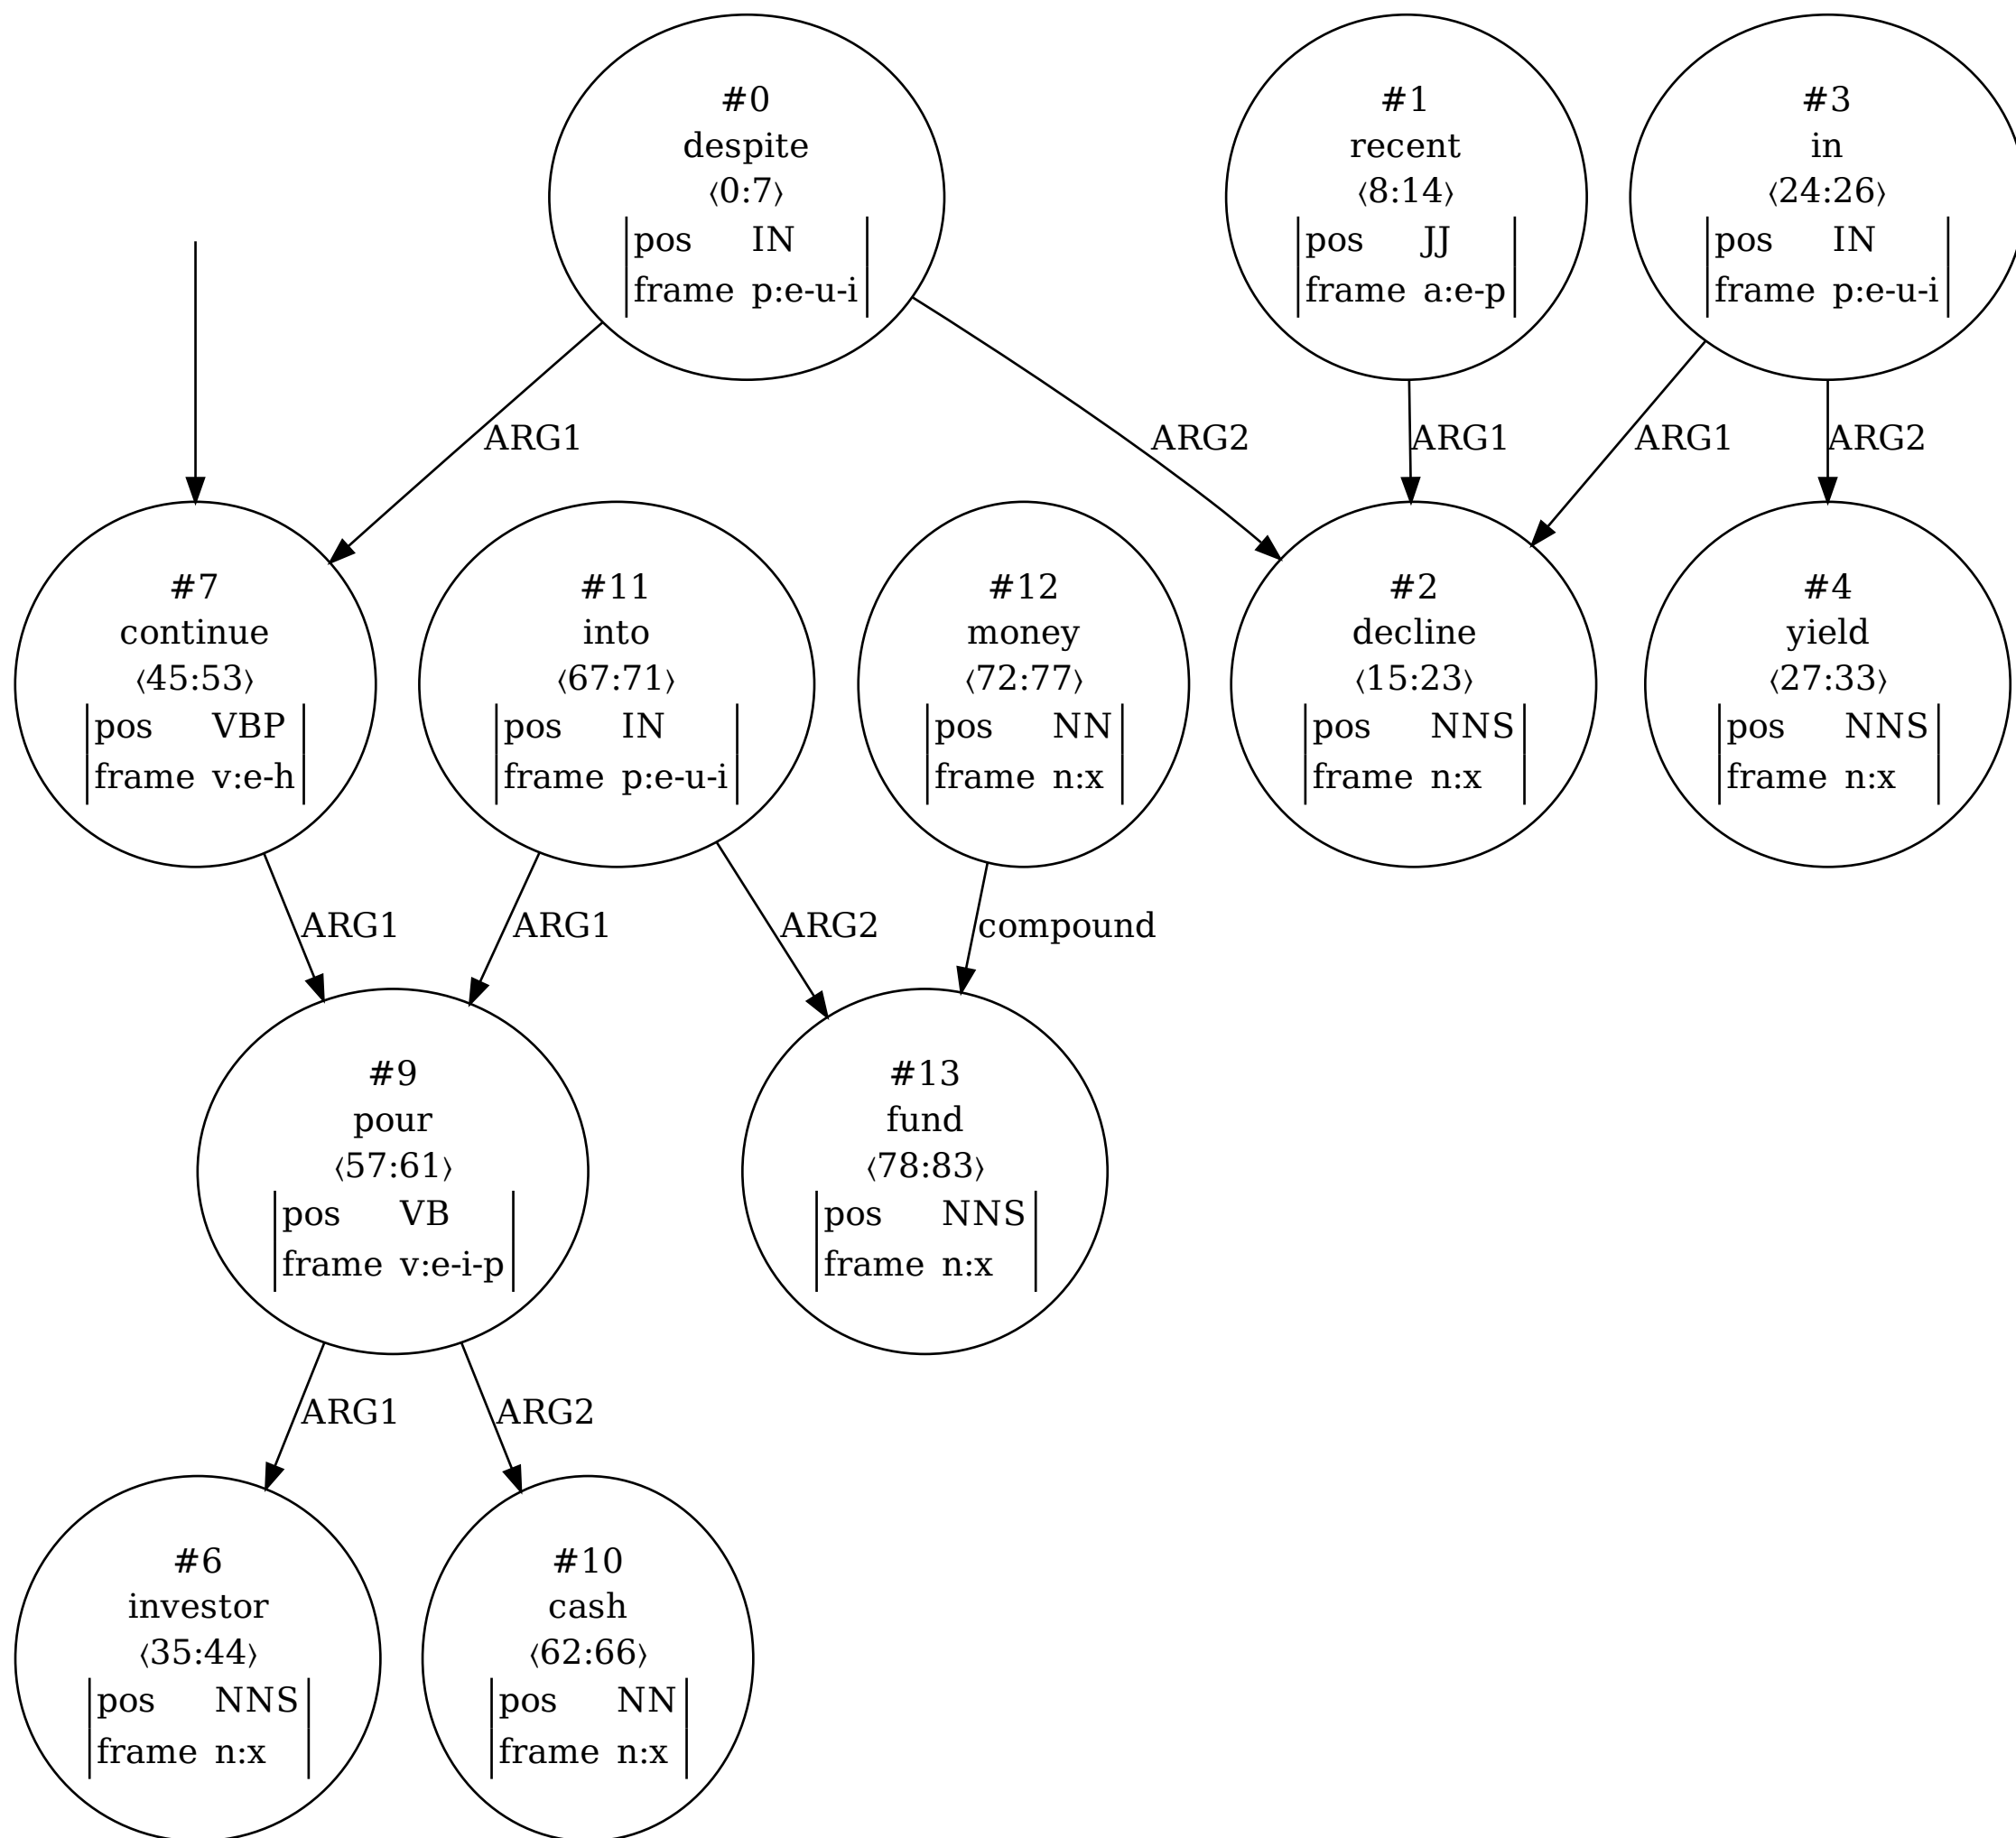 #0
despite
⟨0:7⟩
pos IN
frame p:e-u-i
#1
recent
⟨8:14⟩
pos JJ
frame a:e-p
#3
in
⟨24:26⟩
pos IN
frame p:e-u-i
ARG1
ARG2
ARG1
ARG1
ARG2
#7
continue
⟨45:53⟩
pos VBP
frame v:e-h
#11
into
⟨67:71⟩
pos IN
frame p:e-u-i
#12
money
⟨72:77⟩
pos NN
frame n:x
#2
decline
⟨15:23⟩
pos NNS
frame n:x
#4
yield
⟨27:33⟩
pos NNS
frame n:x
ARG1
ARG1
ARG2
compound
#9
pour
⟨57:61⟩
pos VB
frame v:e-i-p
#13
fund
⟨78:83⟩
pos NNS
frame n:x
ARG1
ARG2
#6
investor
⟨35:44⟩
pos NNS
frame n:x
#10
cash
⟨62:66⟩
pos NN
frame n:x